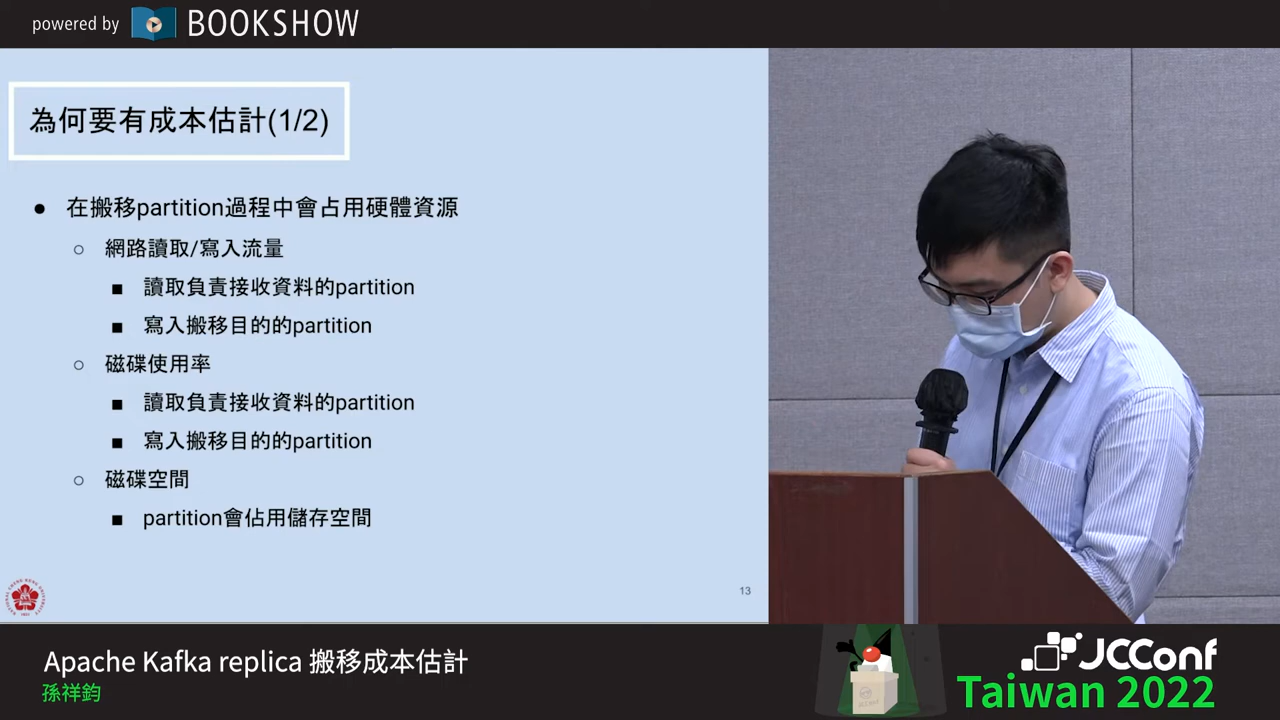 powered by BOOKSHOW
為何要有成本估計(1/2)
在搬移partition過程中會占用硬體資源
網路讀取/寫入流量
讀取負責接收資料的partition
寫入搬移目的的partition
磁碟使用率
讀取負責接收資料的partition
寫入搬移目的的partition
磁碟空間
partition會佔用儲存空間
13
Apache Kafka replica 搬移成本估計
孫祥鈞
JCConf
Taiwan 2022